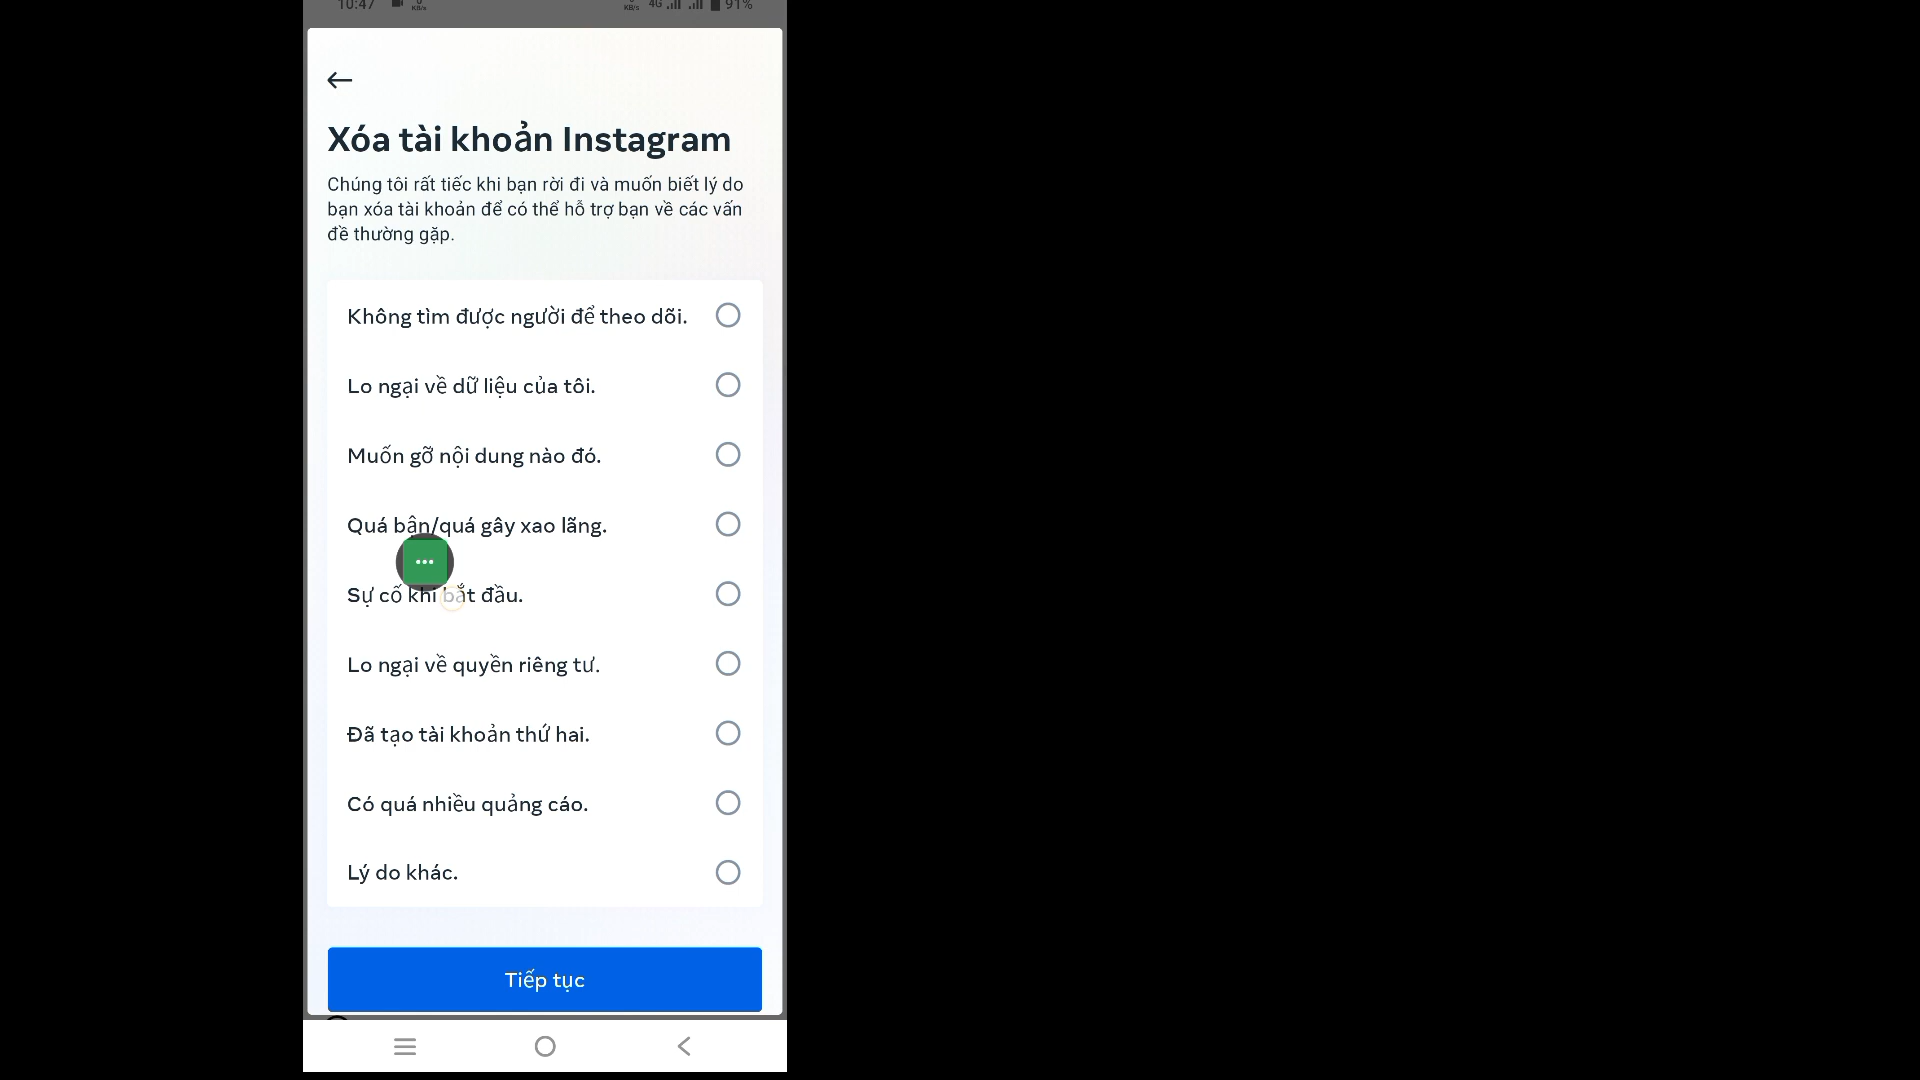 10:47 KB/s KB/s 4G 91%
Xóa tài khoản Instagram
Chúng tôi rất tiếc khi bạn rời đi và muốn biết lý do
bạn xóa tài khoản để có thể hỗ trợ bạn về các vấn
đề thường gặp.
Không tìm được người để theo dõi.
Lo ngại về dữ liệu của tôi.
Muốn gỡ nội dung nào đó.
Quá bận/quá gây xao lãng.
Sự cố khi bắt đầu.
Lo ngại về quyền riêng tư.
Đã tạo tài khoản thứ hai.
Có quá nhiều quảng cáo.
Lý do khác.
Tiếp tục